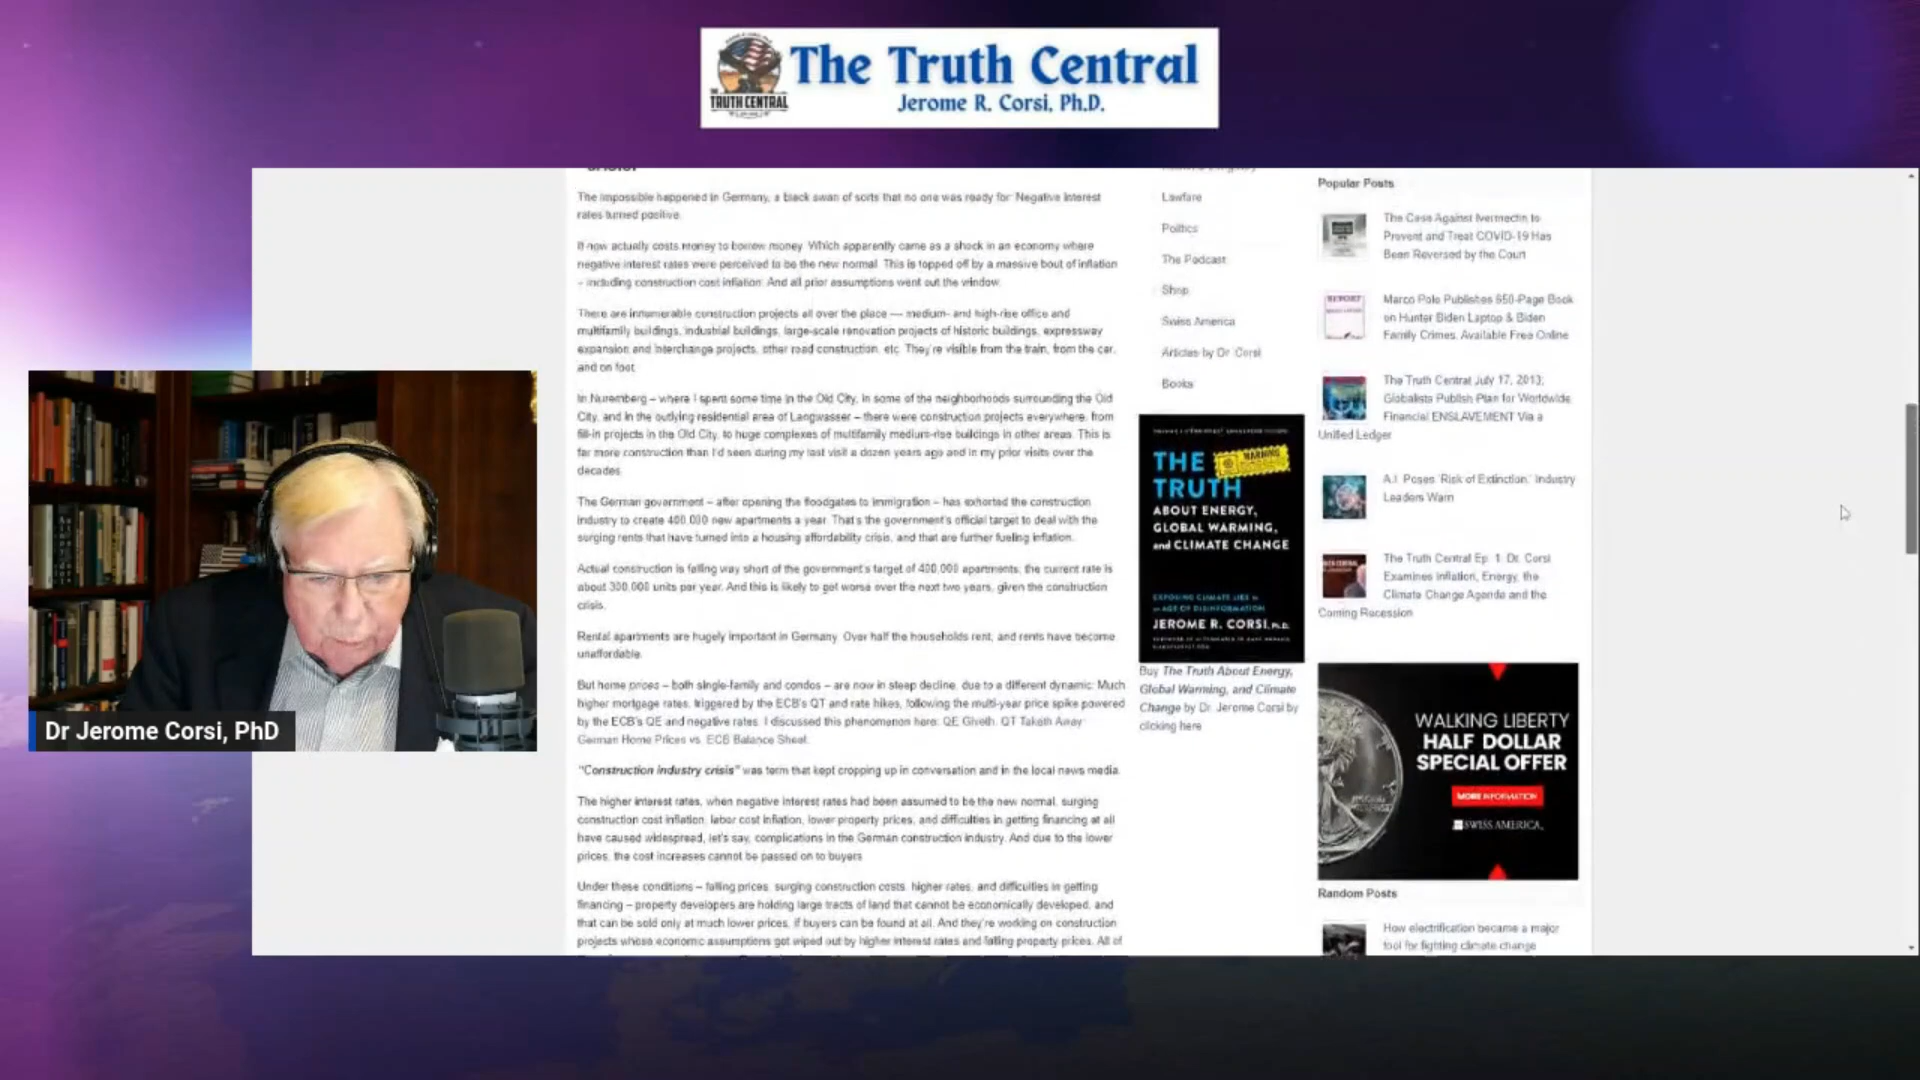 The Truth Central
Jerome R. Corsi, Ph.D.
THE
TRUTH CENTRAL
The impossible happened in Germany, a black swan of sorts that no one was ready for: Negative interest
rates turned positive.
It now actually costs money to borrow money. Which apparently came as a shock in an economy where
negative interest rates were perceived to be the new normal. This is topped off by a massive bout of inflation
– including construction cost inflation. And all prior assumptions went out the window.
There are innumerable construction projects all over the place — medium- and high-rise office and
multifamily buildings, industrial buildings, large-scale renovation projects of historic buildings, expressway
expansion and interchange projects, other road construction, etc. They're visible from the train, from the car,
and on foot.
In Nuremberg – where I spent some time in the Old City, in some of the neighborhoods surrounding the Old
City, and in the outlying residential area of Langwasser – there were construction projects everywhere, from
fill-in projects in the Old City, to huge complexes of multifamily medium-rise buildings in other areas. This is
far more construction than I'd seen during my last visit a dozen years ago and in my prior visits over the
decades.
The German government – after opening the floodgates to immigration – has exhorted the construction
industry to create 400,000 new apartments a year. That's the government's official target to deal with the
surging rents that have turned into a housing affordability crisis, and that are further fueling inflation.
Actual construction is falling way short of the government's target of 400,000 apartments; the current rate is
about 300,000 units per year. And this is likely to get worse over the next two years, given the construction
crisis.
Rental apartments are hugely important in Germany. Over half the households rent, and rents have become
unaffordable.
But home prices – both single-family and condos – are now in steep decline, due to a different dynamic: Much
higher mortgage rates, triggered by the ECB's QT and rate hikes, following the multi-year price spike powered
by the ECB's QE and negative rates. I discussed this phenomenon here: QE Giveth, QT Taketh Away:
German Home Prices vs. ECB Balance Sheet.
"Construction industry crisis" was term that kept cropping up in conversation and in the local news media.
The higher interest rates, when negative interest rates had been assumed to be the new normal, surging
construction cost inflation, labor cost inflation, lower property prices, and difficulties in getting financing at all
have caused widespread, let's say, complications in the German construction industry. And due to the lower
prices, the cost increases cannot be passed on to buyers.
Under these conditions – falling prices, surging construction costs, higher rates, and difficulties in getting
financing – property developers are holding large tracts of land that cannot be economically developed, and
that can be sold only at much lower prices, if buyers can be found at all. And they're working on construction
projects whose economic assumptions got wiped out by higher interest rates and falling property prices. All of
Lawfare
Politics
The Podcast
Shop
Swiss America
Articles by Dr. Corsi
Books
THE WARNING
TRUTH
ABOUT ENERGY,
GLOBAL WARMING,
and CLIMATE CHANGE
EXPOSING CLIMATE LIES in
an AGE OF DISINFORMATION
JEROME R. CORSI, Ph.D.
Buy The Truth About Energy,
Global Warming, and Climate
Change by Dr. Jerome Corsi by
clicking here
Popular Posts
The Case Against Ivermectin to
Prevent and Treat COVID-19 Has
Been Reversed by the Court
REPORT
Marco Polo Publishes 650-Page Book
on Hunter Biden Laptop & Biden
Family Crimes. Available Free Online
The Truth Central July 17, 2013:
Globalists Publish Plan for Worldwide
Financial ENSLAVEMENT Via a
Unified Ledger
A.I. Poses 'Risk of Extinction,' Industry
Leaders Warn
The Truth Central Ep. 1: Dr. Corsi
Examines Inflation, Energy, the
Climate Change Agenda and the
Coming Recession
WALKING LIBERTY
HALF DOLLAR
SPECIAL OFFER
MORE INFORMATION
SWISS AMERICA
Random Posts
How electrification became a major
tool for fighting climate change
Dr Jerome Corsi, PhD